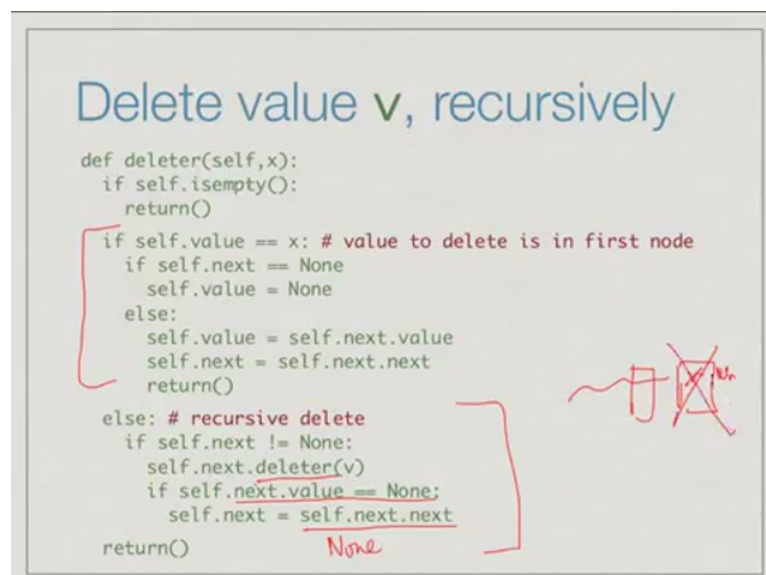 Delete value v, recursively
def deleter(self,x):
if self.isempty():
return()
if self.value == x: # value to delete is in first node
if self.next == None
self.value = None
else:
self.value = self.next.value
self.next = self.next.next
return()
else: # recursive delete
if self.next != None:
self.next.deleter(v)
if self.next.value == None:
self.next = self.next.next
return() None